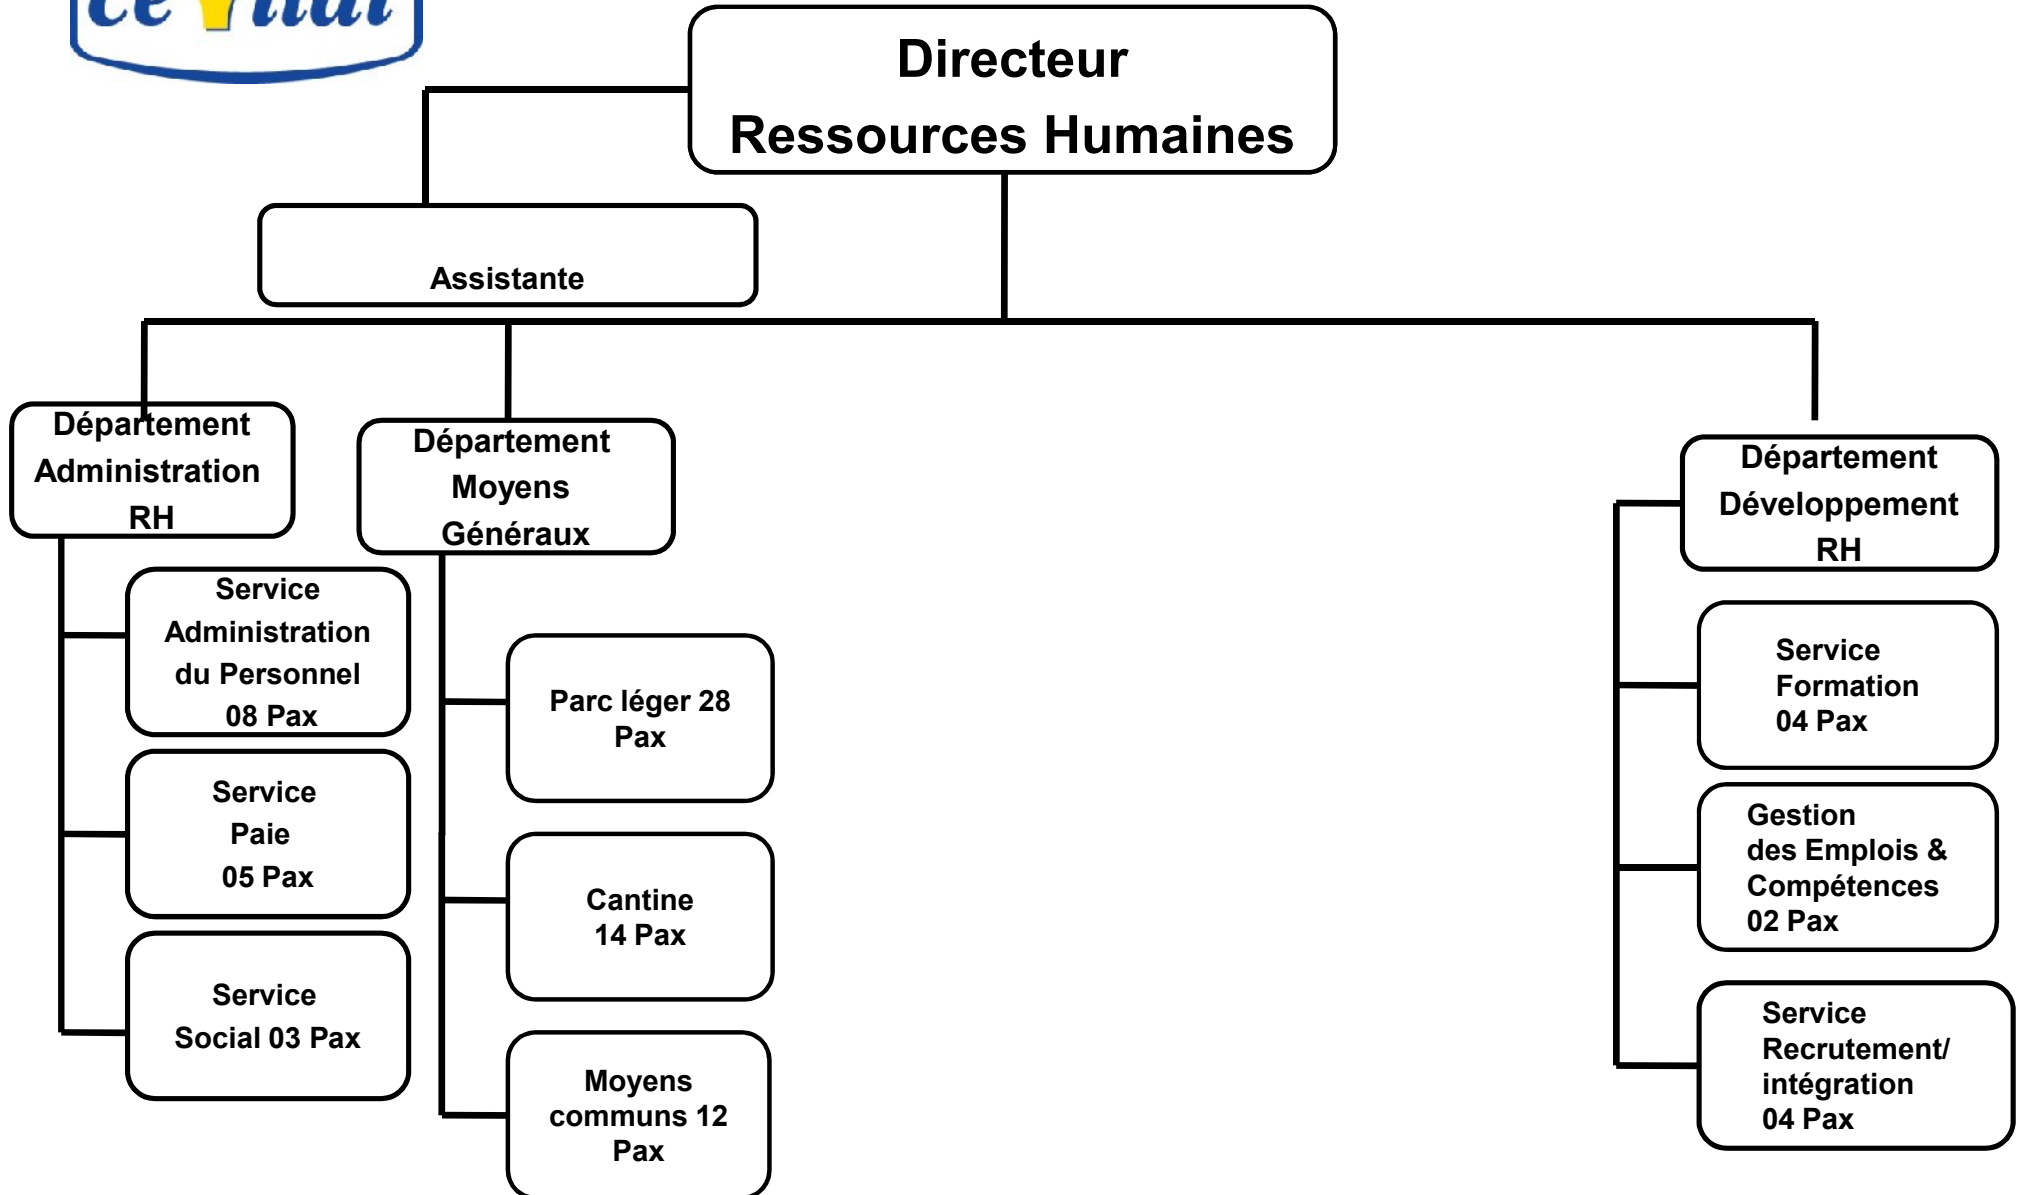 Directeur
Ressources Humaines
Assistante
Département
Administration
RH
Service
Administration
du Personnel
08 Pax
Service
Paie
05 Pax
Service
Social 03 Pax
Département
Moyens
Généraux
Parc léger 28
Pax
Cantine
14 Pax
Moyens
communs 12
Pax
Département
Développement
RH
Service
Formation
04 Pax
Gestion
des Emplois &
Compétences
02 Pax
Service
Recrutement/
intégration
04 Pax